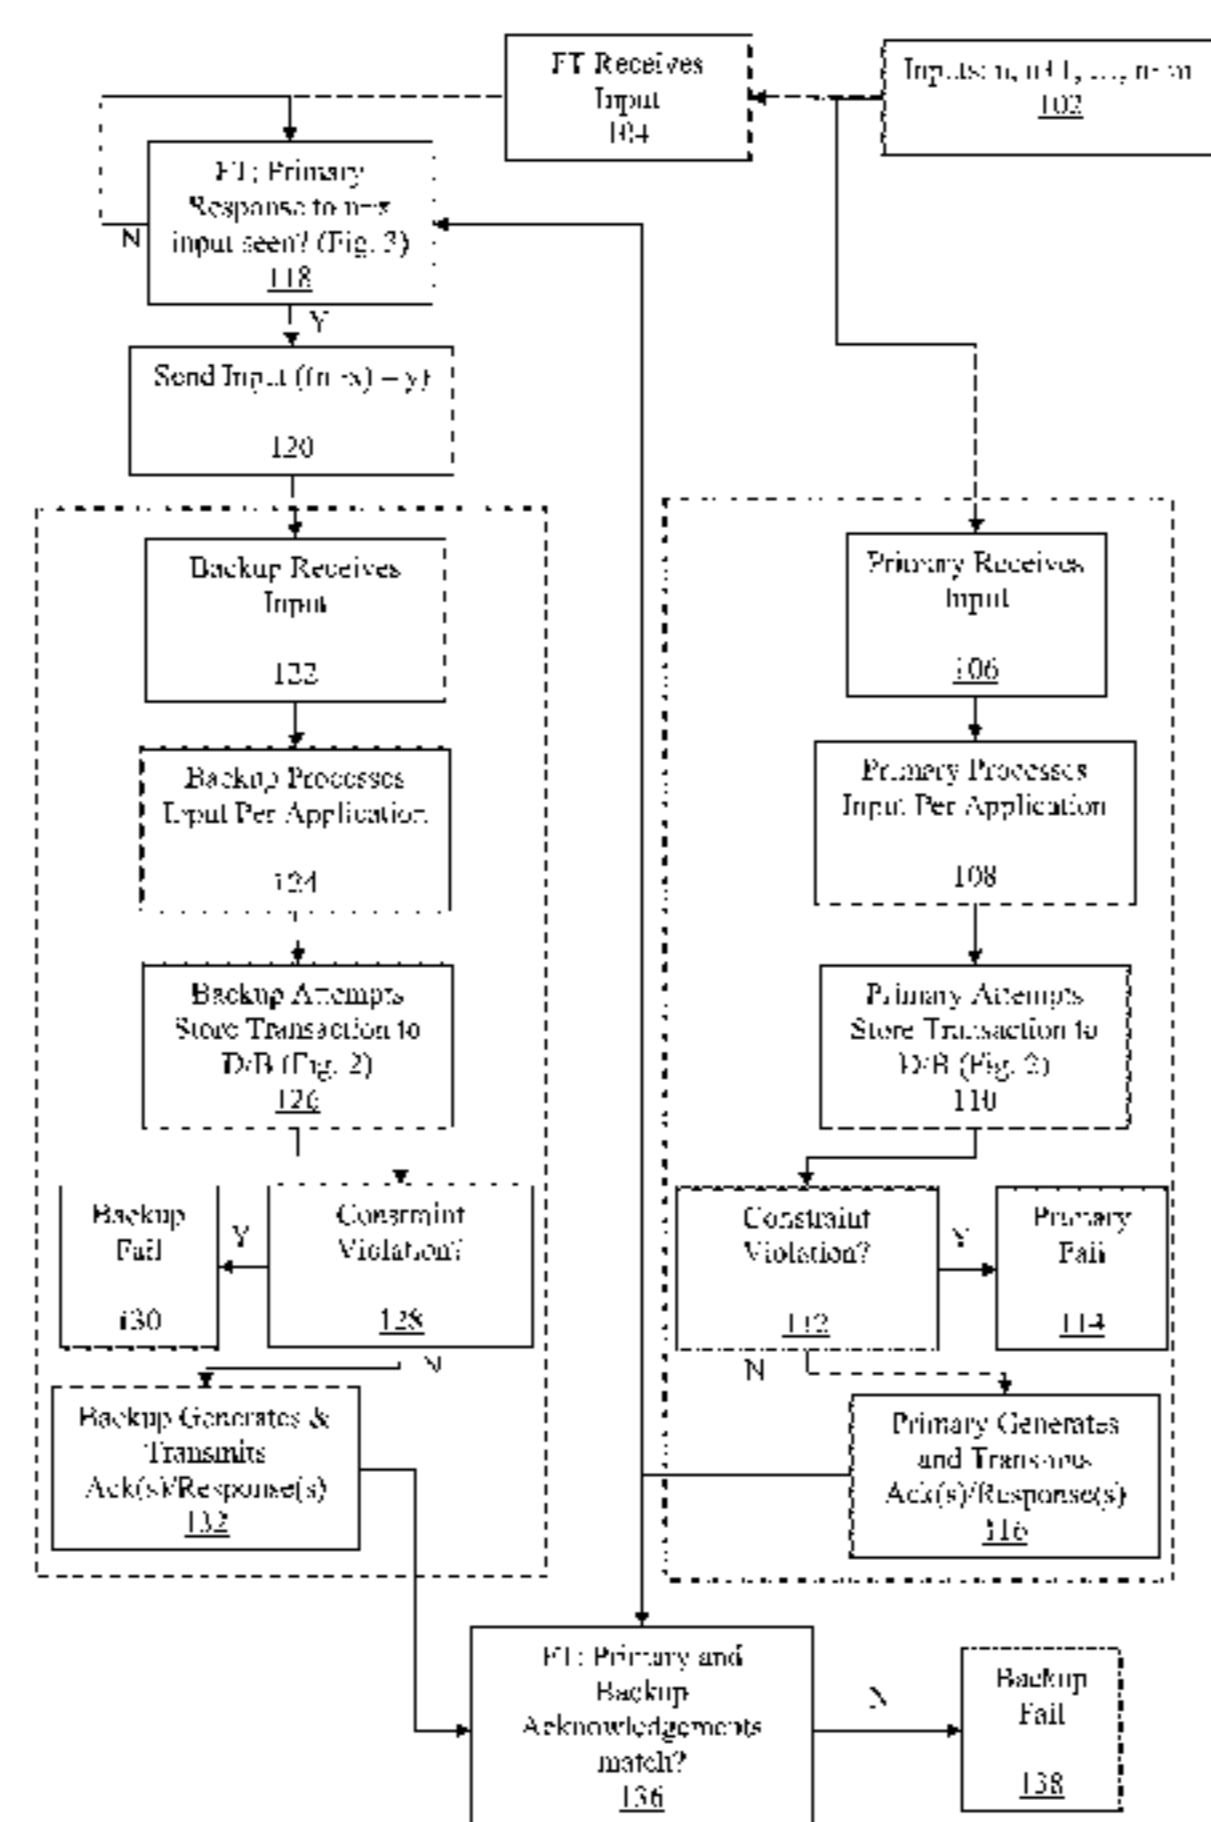 FT Receives
Input
104
Inputs: n, n+1, ..., n+m
102
FT: Primary
Response to n+x
input seen? (Fig. 3)
118
N
Y
Send Input ((n+x) – y)
120
Backup Receives
Input
122
Primary Receives
Input
106
Backup Processes
Input Per Application
124
Primary Processes
Input Per Application
108
Backup Attempts
Store Transaction to
D/B (Fig. 2)
126
Primary Attempts
Store Transaction to
D/B (Fig. 2)
110
Backup
Fail
130
Y
Constraint
Violation?
128
N
Constraint
Violation?
112
Y
N
Primary
Fail
114
Backup Generates &
Transmits
Ack(s)/Response(s)
132
Primary Generates
and Transmits
Ack(s)/Response(s)
116
FT: Primary and
Backup
Acknowledgements
match?
136
N
Backup
Fail
138